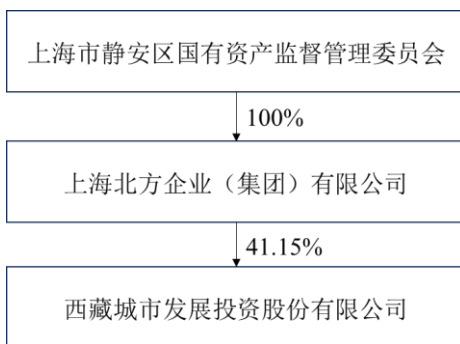 上海市静安区国有资产监督管理委员会
100%
上海北方企业（集团）有限公司
41.15%
西藏城市发展投资股份有限公司